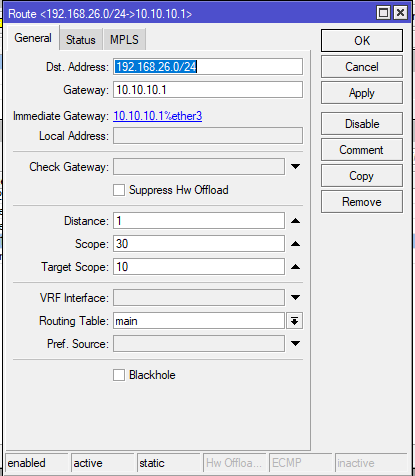 Route <192.168.26.0/24->10.10.10.1>
General Status MPLS
OK
Dst. Address: 192.168.26.0/24
Cancel
Gateway: 10.10.10.1
Apply
Immediate Gateway: 10.10.10.1%ether3
Local Address:
Disable
Comment
Check Gateway:
Copy
Suppress Hw Offload
Remove
Distance: 1
Scope: 30
Target Scope: 10
VRF Interface:
Routing Table: main
Pref. Source:
Blackhole
enabled active static Hw Offloa... ECMP inactive